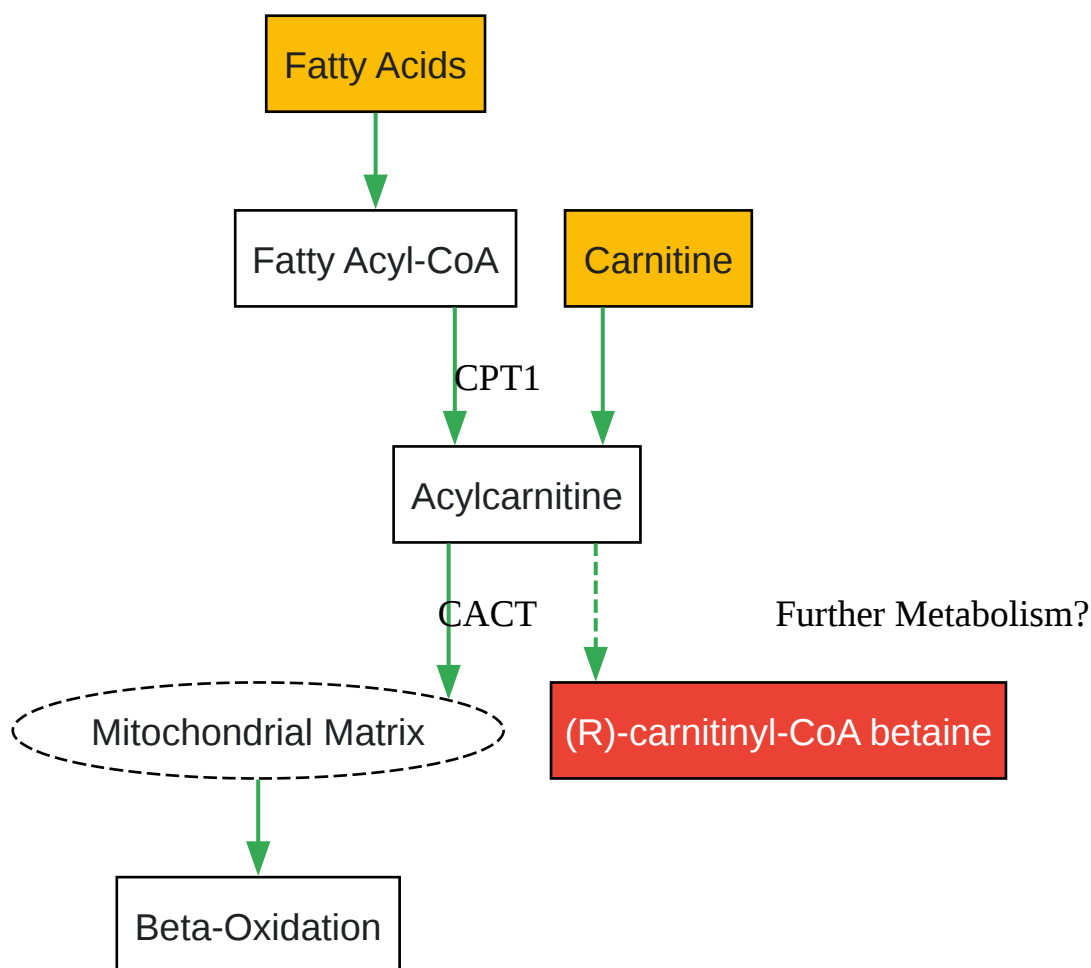 Fatty Acids
Fatty Acyl-CoA
Carnitine
CPT1
Acylcarnitine
CACT
Further Metabolism?
Mitochondrial Matrix
(R)-carnitinyl-CoA betaine
Beta-Oxidation